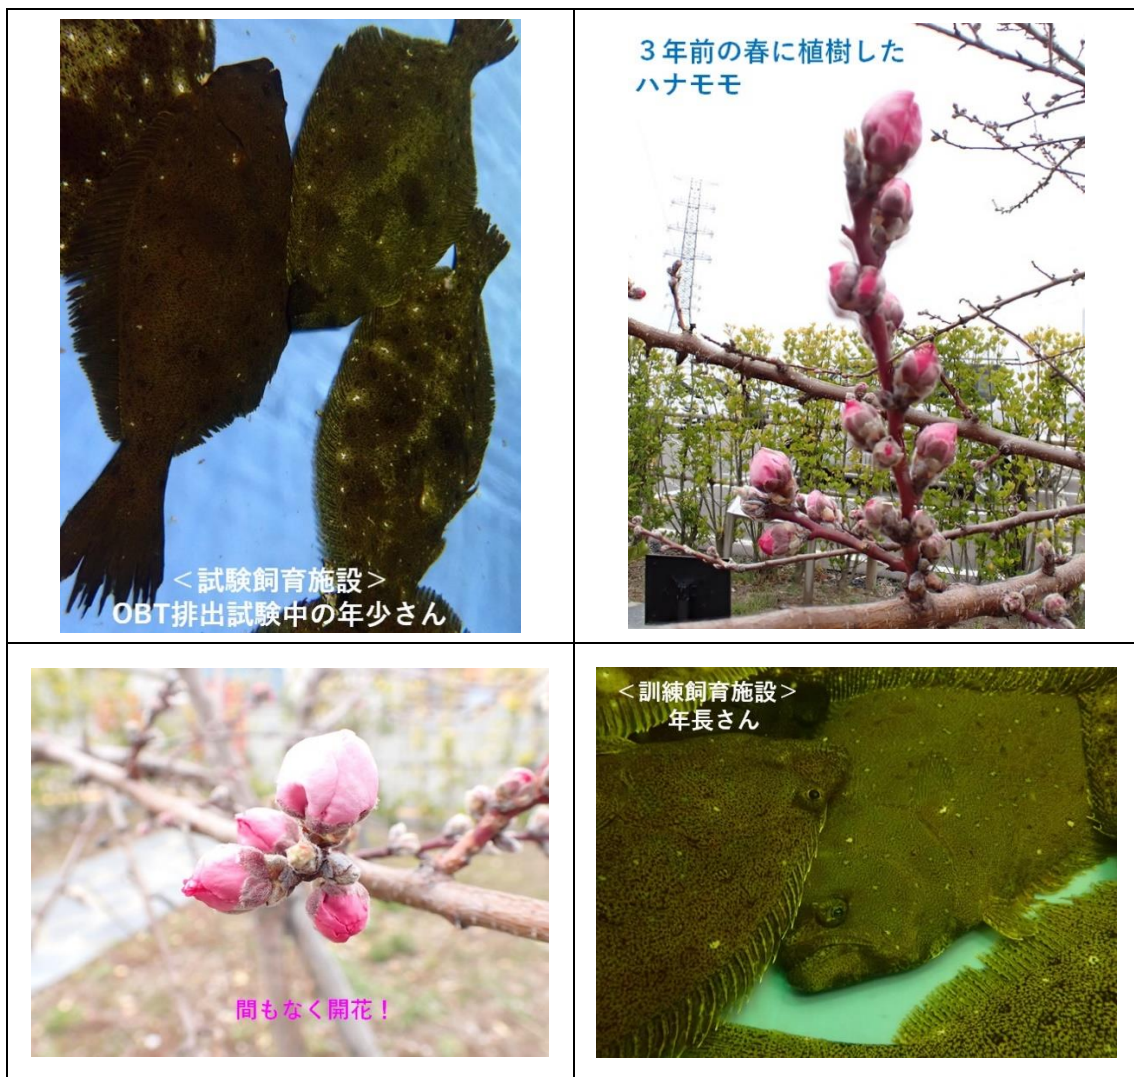 ＜試験飼育施設＞
OBT排出試験中の年少さん
３年前の春に植樹した
ハナモモ
間もなく開花！
＜訓練飼育施設＞
年長さん